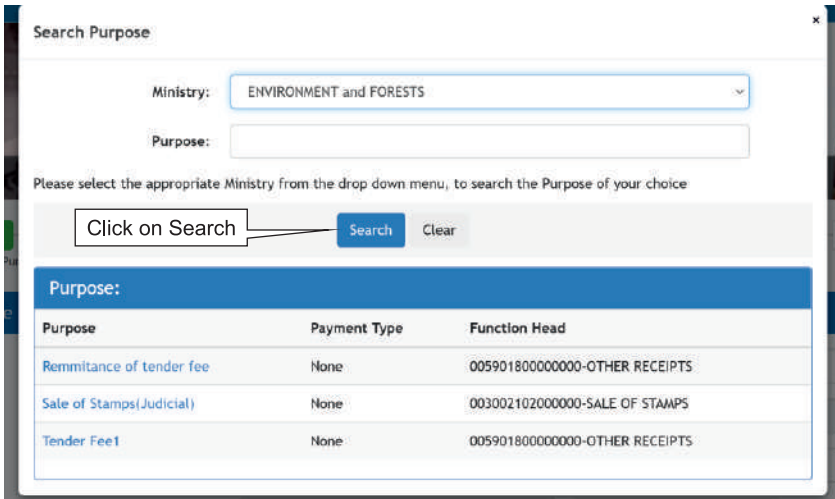 Search Purpose
×
Ministry: ENVIRONMENT and FORESTS
Purpose:
Please select the appropriate Ministry from the drop down menu, to search the Purpose of your choice
Click on Search Search Clear
Purpose:
Purpose Payment Type Function Head
Remmitance of tender fee None 005901800000000-OTHER RECEIPTS
Sale of Stamps(Judicial) None 003002102000000-SALE OF STAMPS
Tender Fee1 None 005901800000000-OTHER RECEIPTS